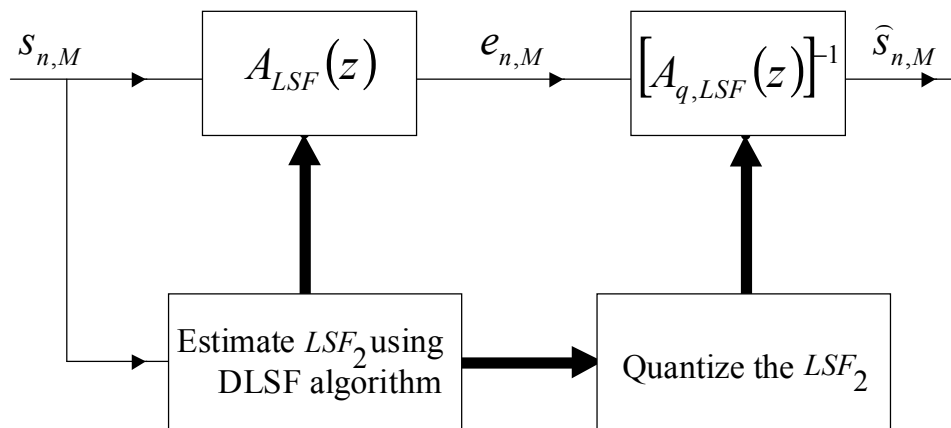 s_{n,M}
A_{LSF}(z)
e_{n,M}
[A_{q,LSF}(z)]^{-1}
ŝ_{n,M}
Estimate LSF_2 using
DLSF algorithm
Quantize the LSF_2